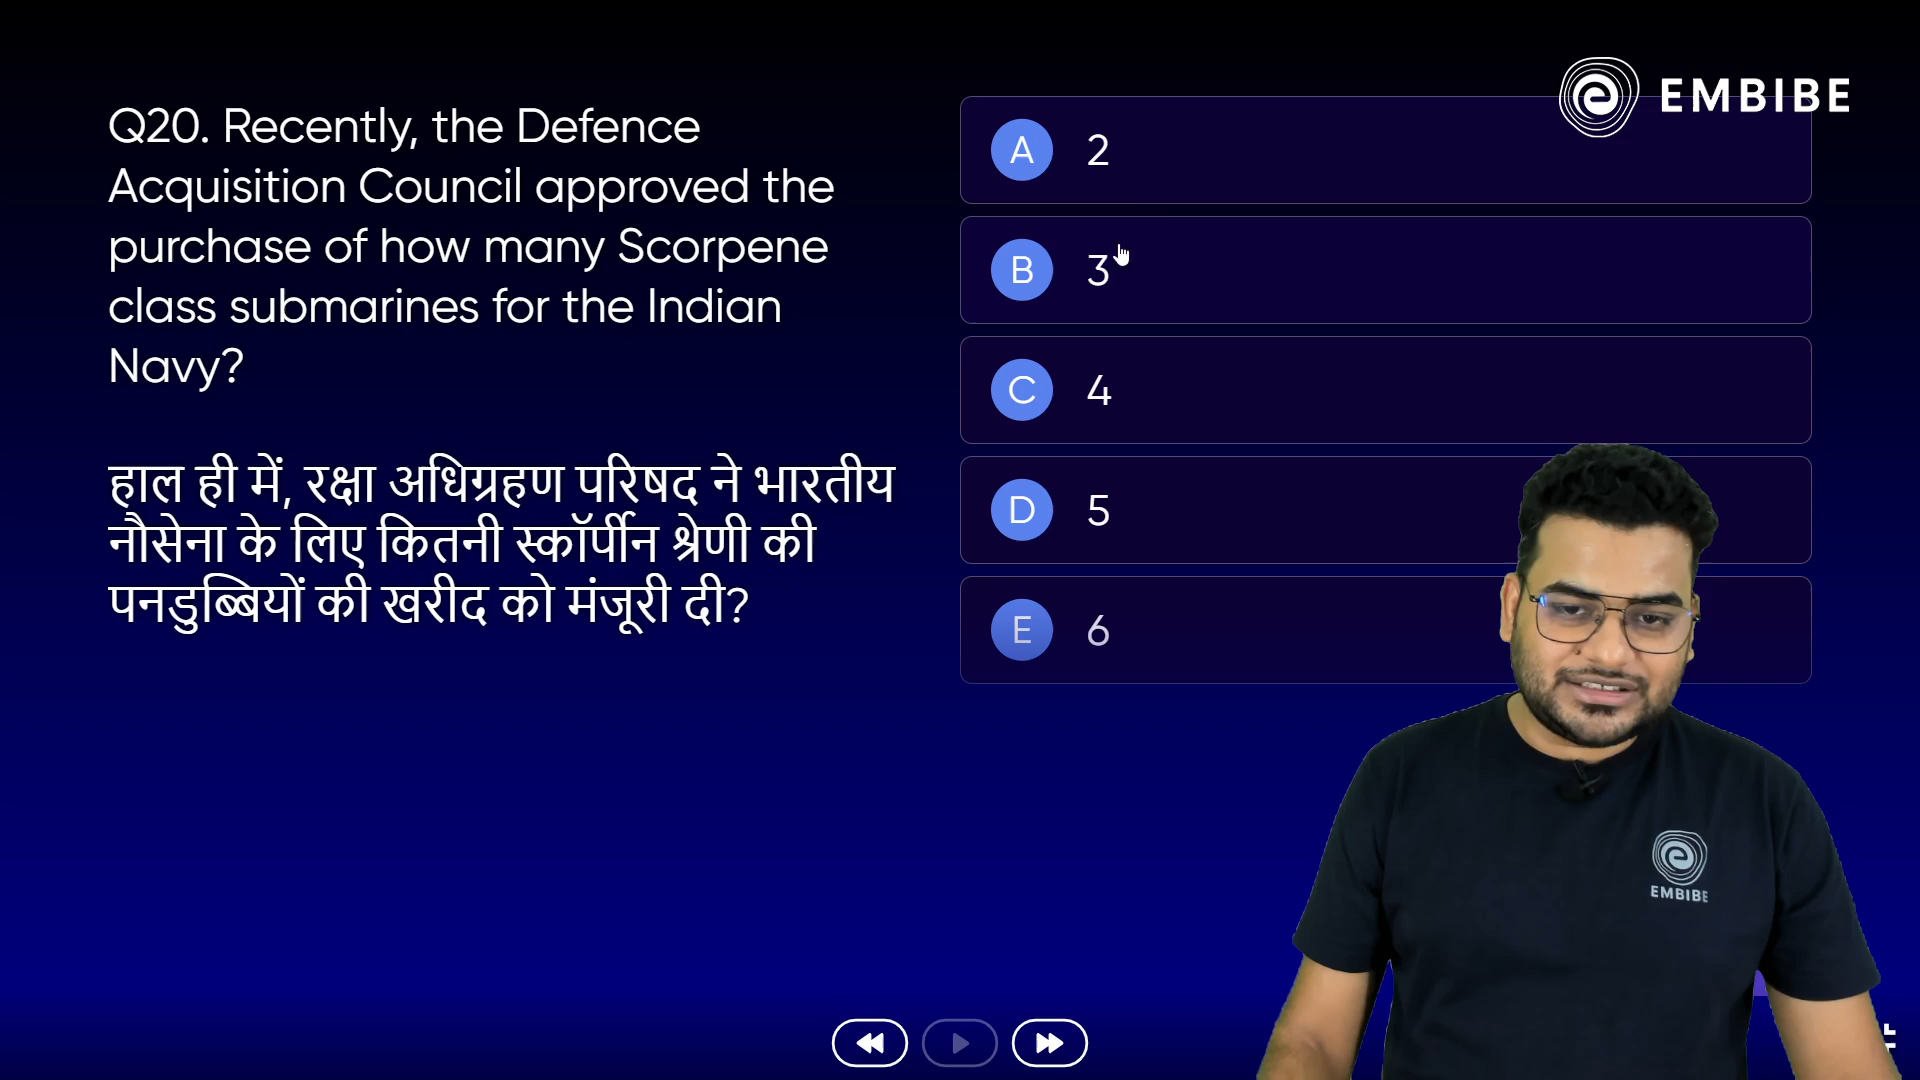 EMBIBE
Q20. Recently, the Defence
Acquisition Council approved the
purchase of how many Scorpene
class submarines for the Indian
Navy?
हाल ही में, रक्षा अधिग्रहण परिषद ने भारतीय
नौसेना के लिए कितनी स्कॉर्पीन श्रेणी की
पनडुब्बियों की खरीद को मंजूरी दी?
A 2
B 3
C 4
D 5
E 6
EMBIBE